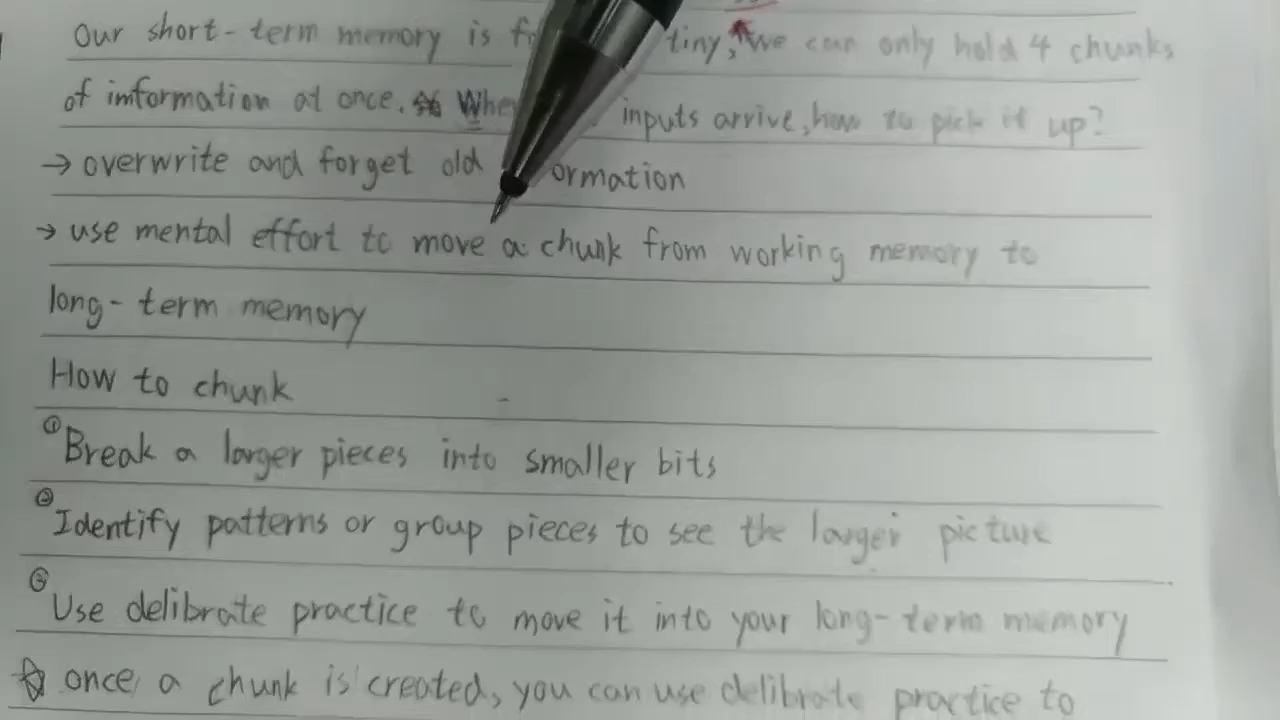 Our short-term memory is tiny, we can only hold 4 chunks
of information at once. inputs arrive, how to pick it up?
→ overwrite and forget old ormation
→ use mental effort to move a chunk from working memory to
long-term memory
How to chunk
① Break a larger pieces into smaller bits
② Identify patterns or group pieces to see the larger picture
③ Use delibrate practice to move it into your long-term memory
☆ once a chunk is created, you can use delibrate practice to